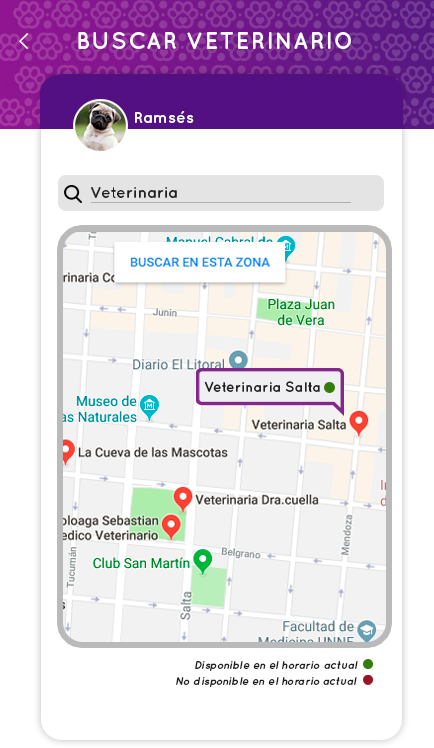 BUSCAR VETERINARIO
Ramsés
Veterinaria
Manuel Cabral de
BUSCAR EN ESTA ZONA
rinaria Co
Plaza Juan
de Vera
Junin
Diario El Litoral
Veterinaria Salta
Museo de
as Naturales
Veterinaria Salta
La Cueva de las Mascotas
Veterinaria Dra.cuella
oloaga Sebastian
edico Veterinario
Mendoza
Belgrano
Club San Martín
Tucumán
Salta
Facultad de
Medicina UNNE
Disponible en el horario actual
No disponible en el horario actual